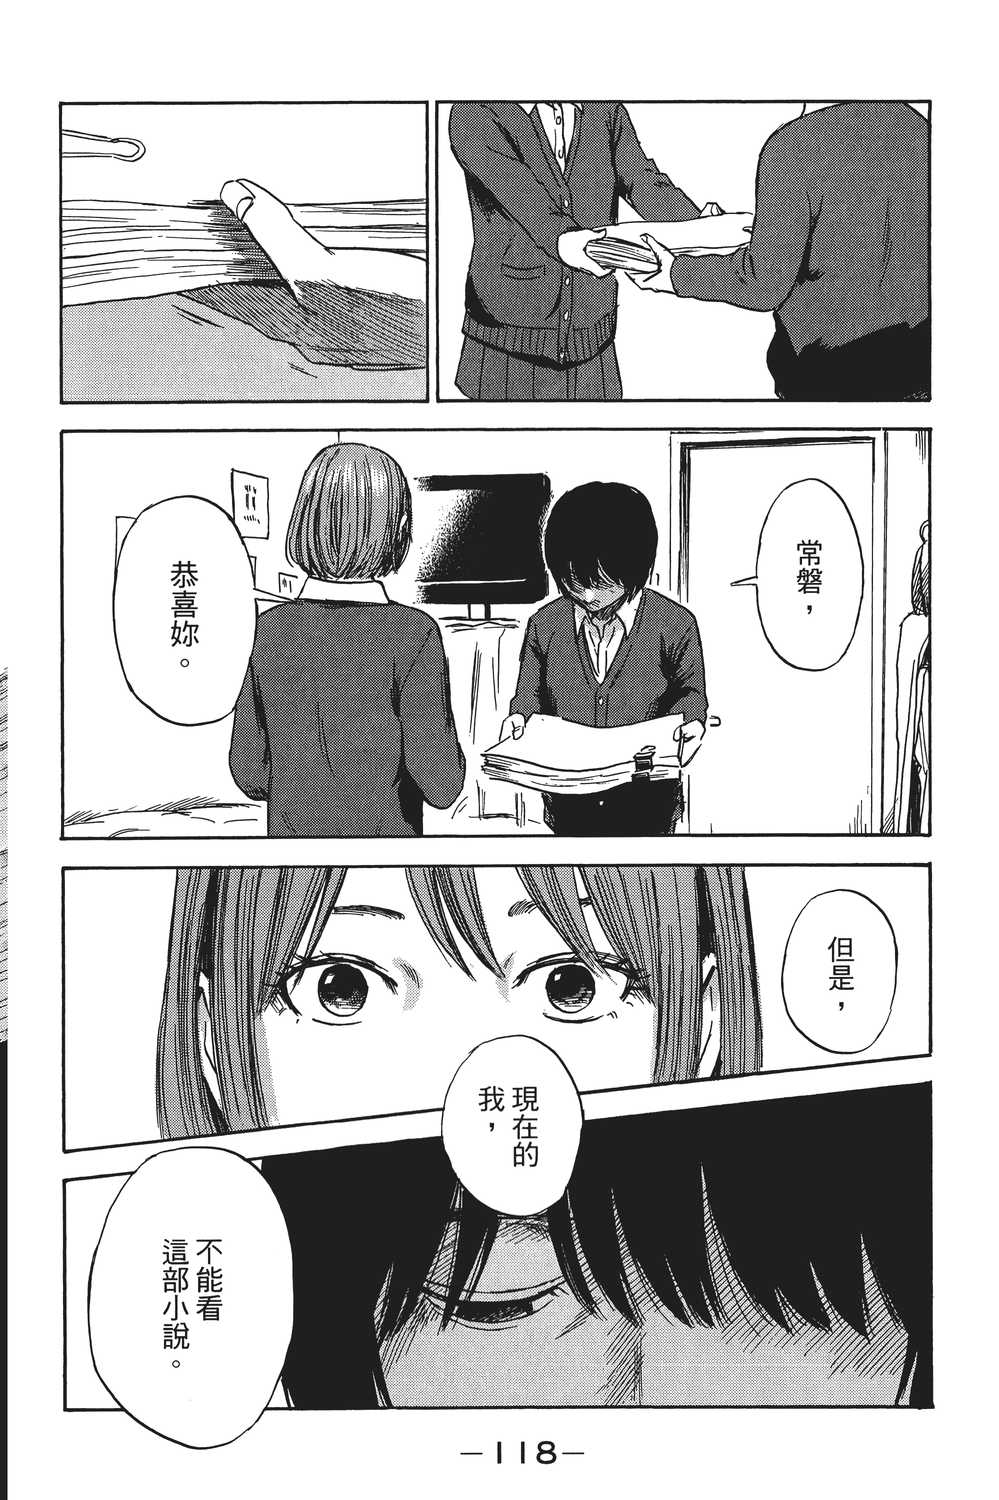 常磐，
恭喜妳。
但是，
現在的
我，
不能看
這部小說。
—118—